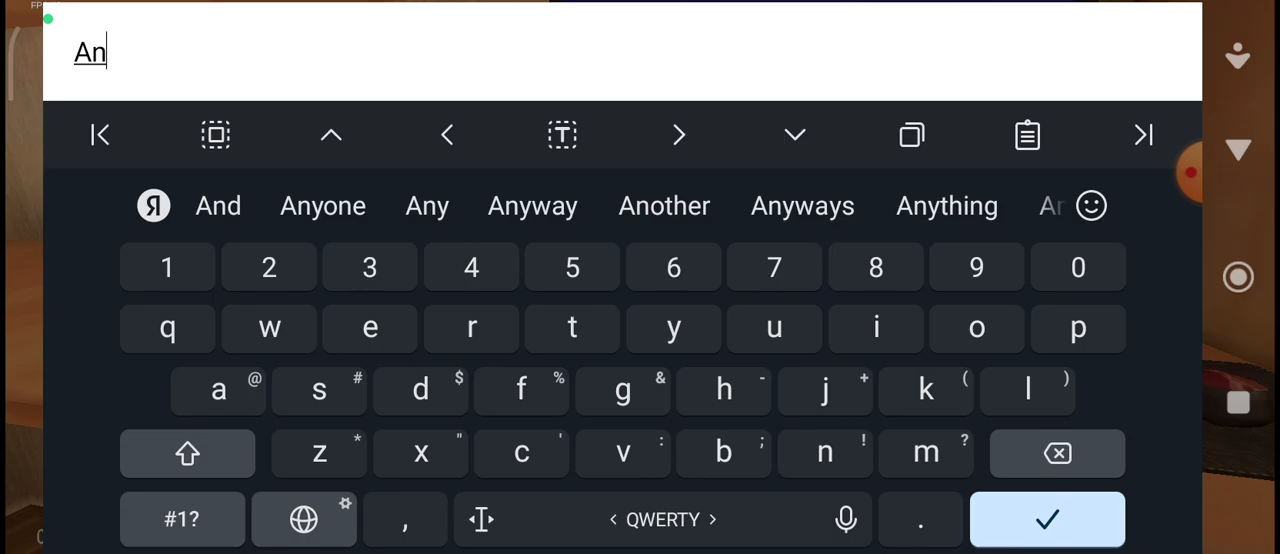 FP
An
Я And Anyone Any Anyway Another Anyways Anything
1 2 3 4 5 6 7 8 9 0
q w e r t y u i o p
a @ s # d $ f % g & h - j + k ( l )
z * x " c ' v : b ; n ! m ?
#1? , < QWERTY > .